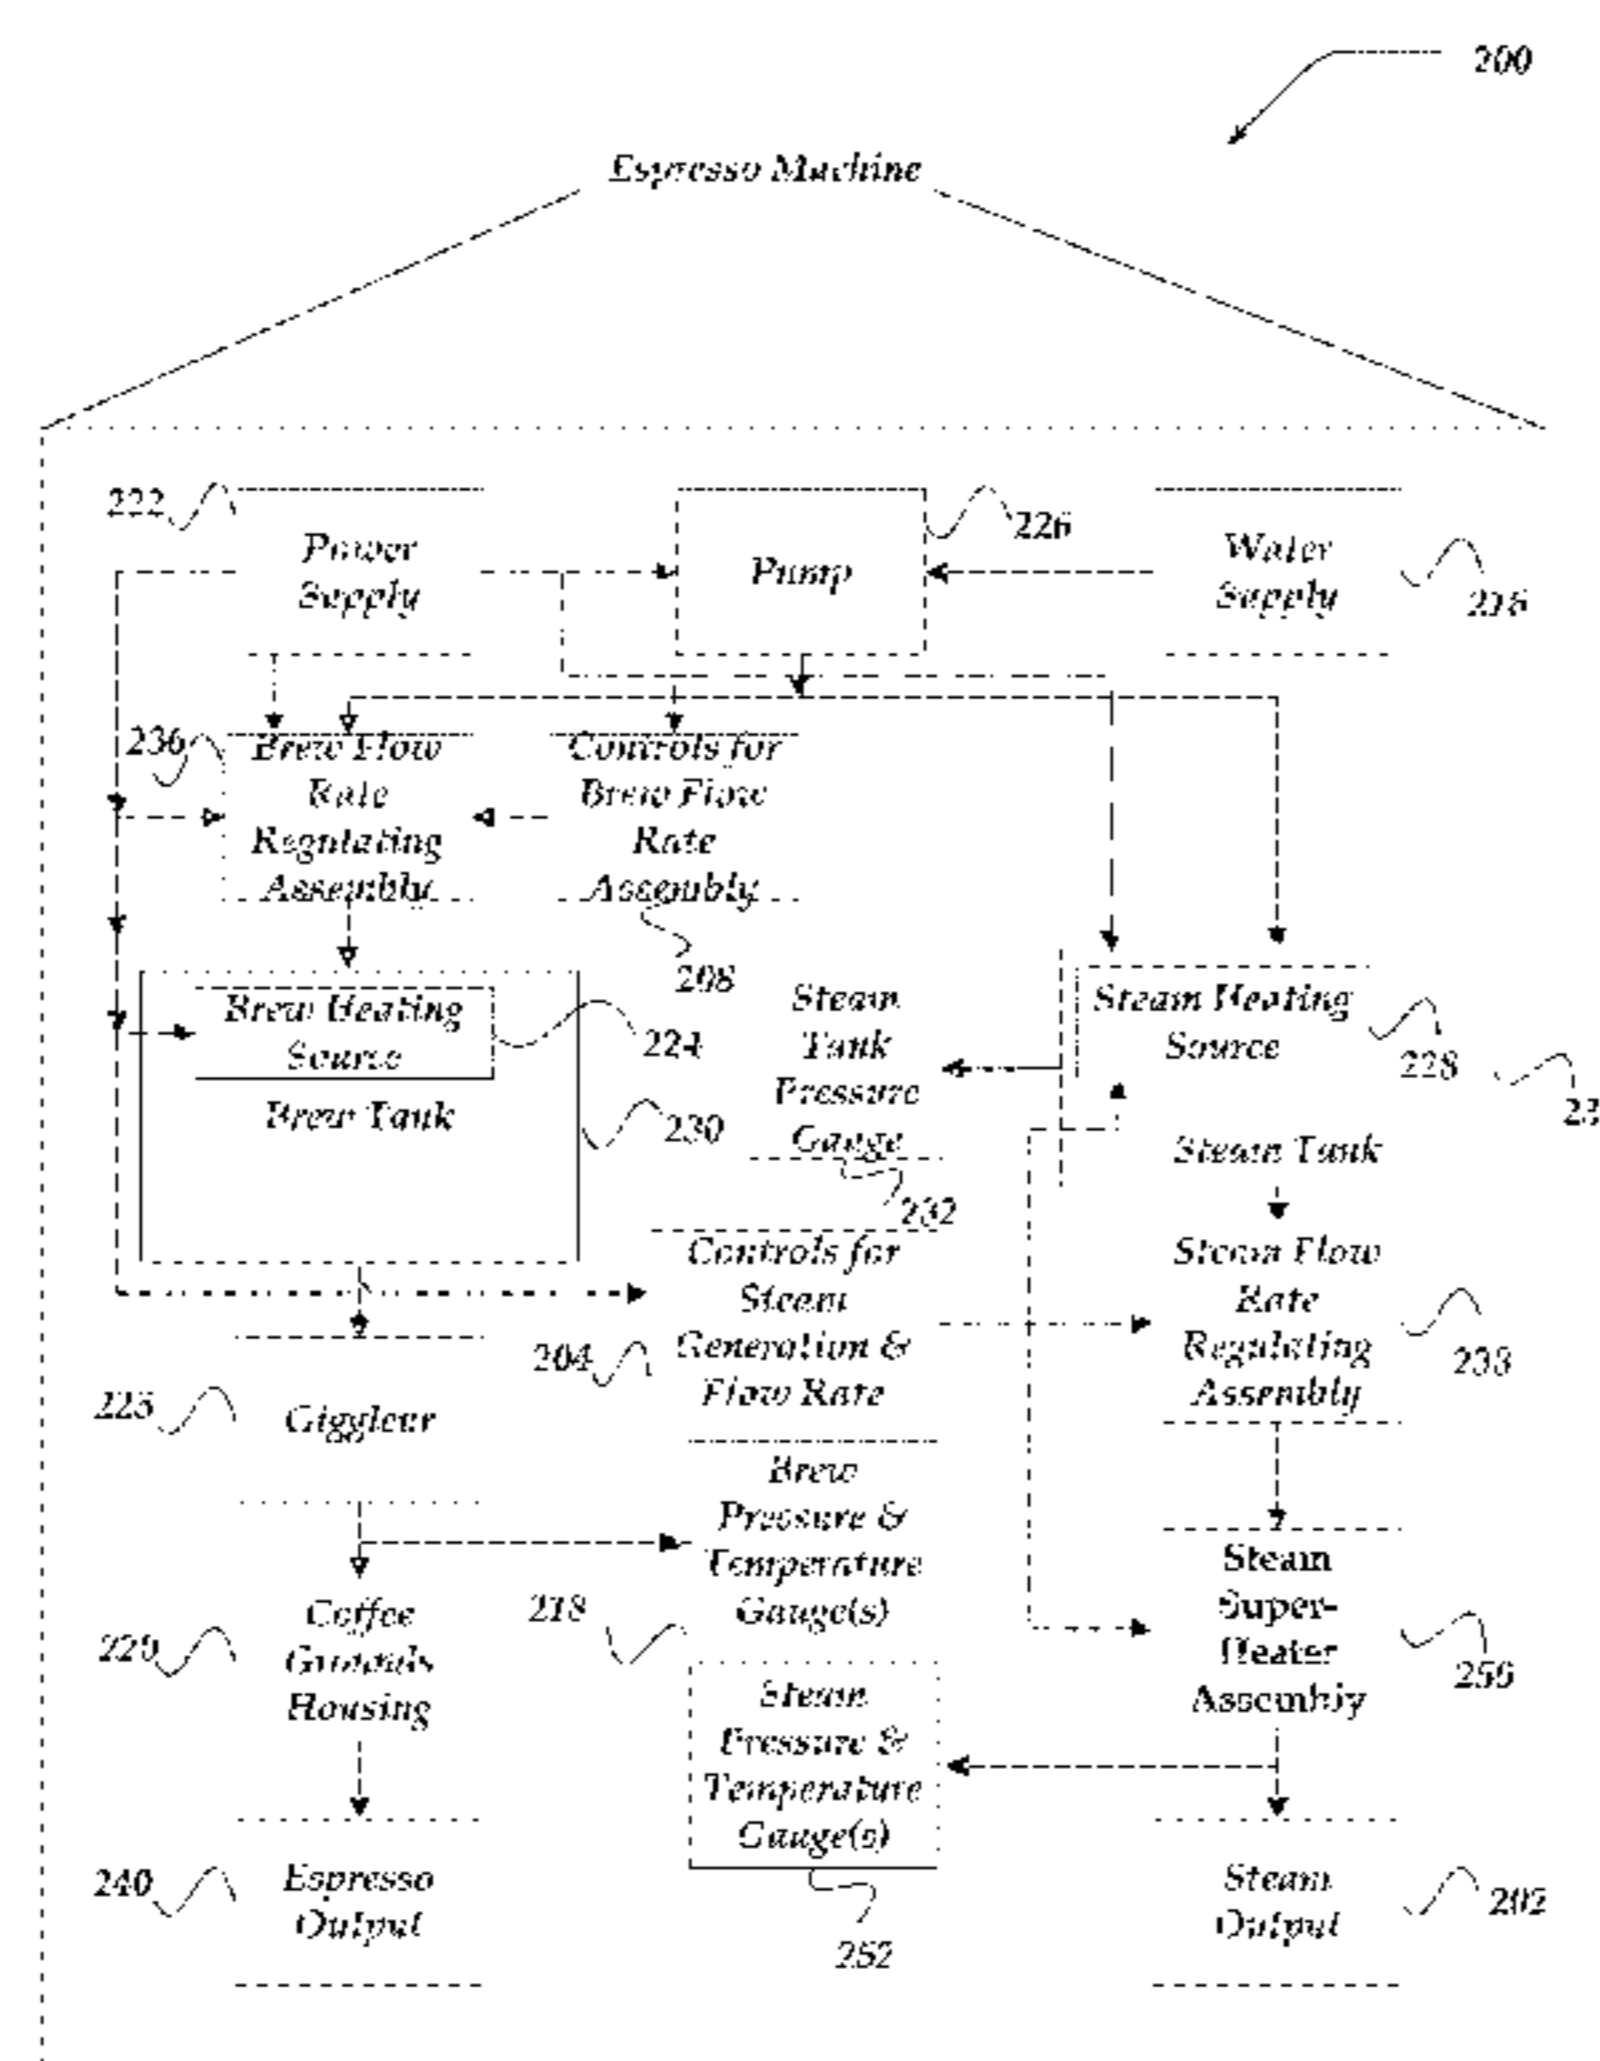 200
Espresso Machine
222
Power
Supply
Pump
226
Water
Supply
216
236
Brew Flow
Rate
Regulating
Assembly
Controls for
Brew Flow
Rate
Assembly
208
Brew Heating
Source
224
Brew Tank
230
Steam
Tank
Pressure
Gauge
232
Steam Heating
Source
228
23
Steam Tank
Controls for
Steam
Generation &
Flow Rate
204
Steam Flow
Rate
Regulating
Assembly
238
225
Giggleur
Brew
Pressure &
Temperature
Gauge(s)
218
Coffee
Grounds
Housing
220
Steam
Super-
Heater
Assembly
256
Steam
Pressure &
Temperature
Gauge(s)
252
240
Espresso
Output
Steam
Output
202